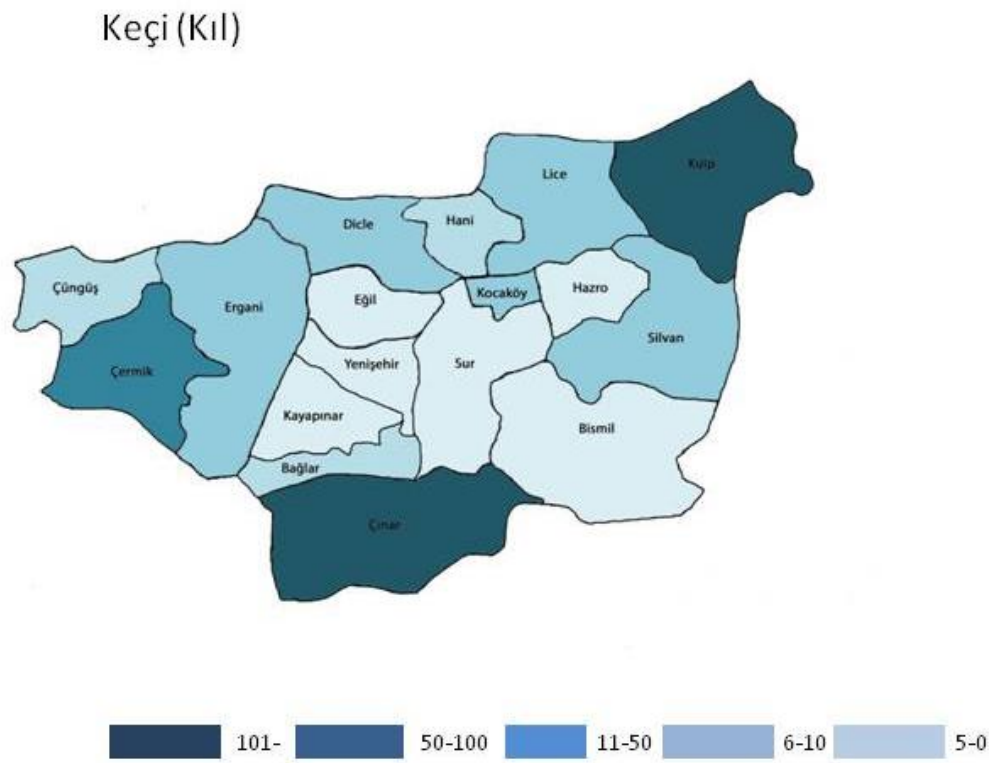 Keçi (Kıl)
Kulp
Lice
Hani
Dicle
Çüngüş
Ergani
Eğil
Kocaköy
Hazro
Silvan
Çermik
Yenişehir
Sur
Kayapınar
Bismil
Bağlar
Çınar
101- 50-100 11-50 6-10 5-0